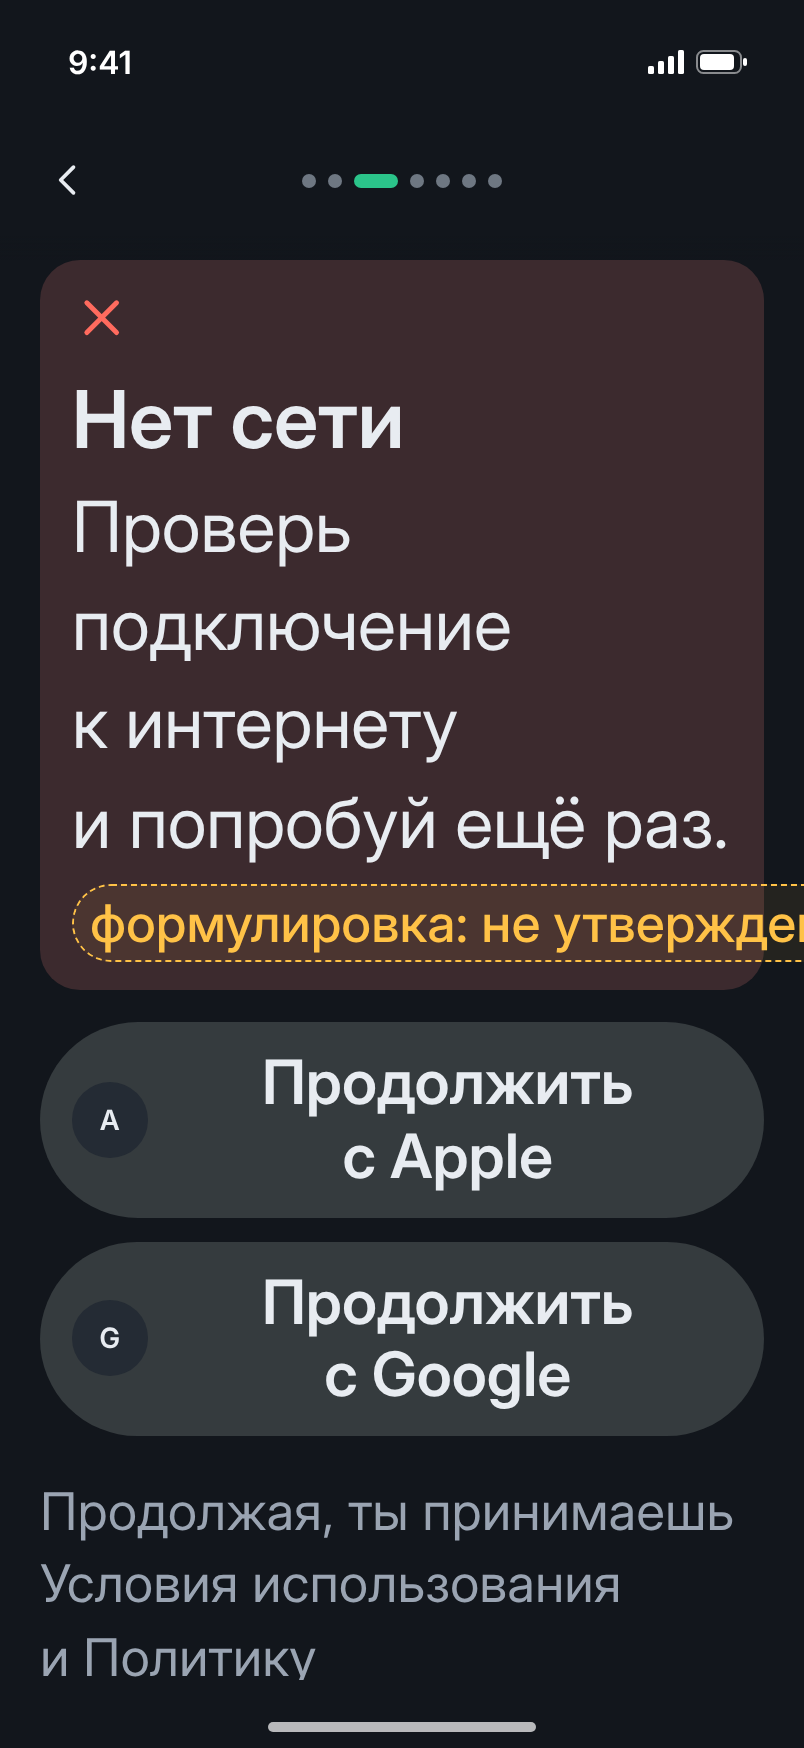 9:41
Нет сети
Проверь
подключение
к интернету
и попробуй ещё раз.
формулировка: не утвержден
A
Продолжить
с Apple
G
Продолжить
с Google
Продолжая, ты принимаешь
Условия использования
и Политику